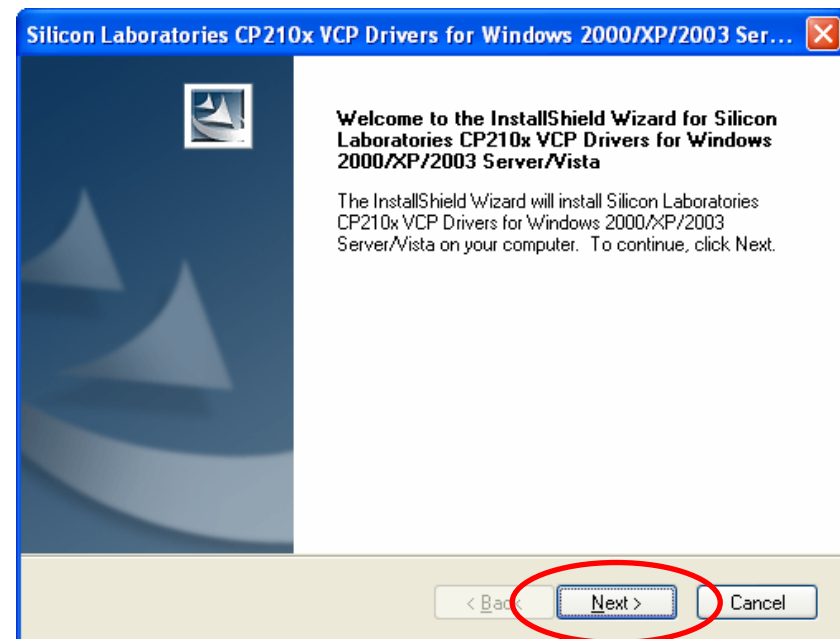 Silicon Laboratories CP210x VCP Drivers for Windows 2000/XP/2003 Ser...
Welcome to the InstallShield Wizard for Silicon
Laboratories CP210x VCP Drivers for Windows
2000/XP/2003 Server/Vista
The InstallShield Wizard will install Silicon Laboratories
CP210x VCP Drivers for Windows 2000/XP/2003
Server/Vista on your computer.  To continue, click Next.
< Back
Next >
Cancel